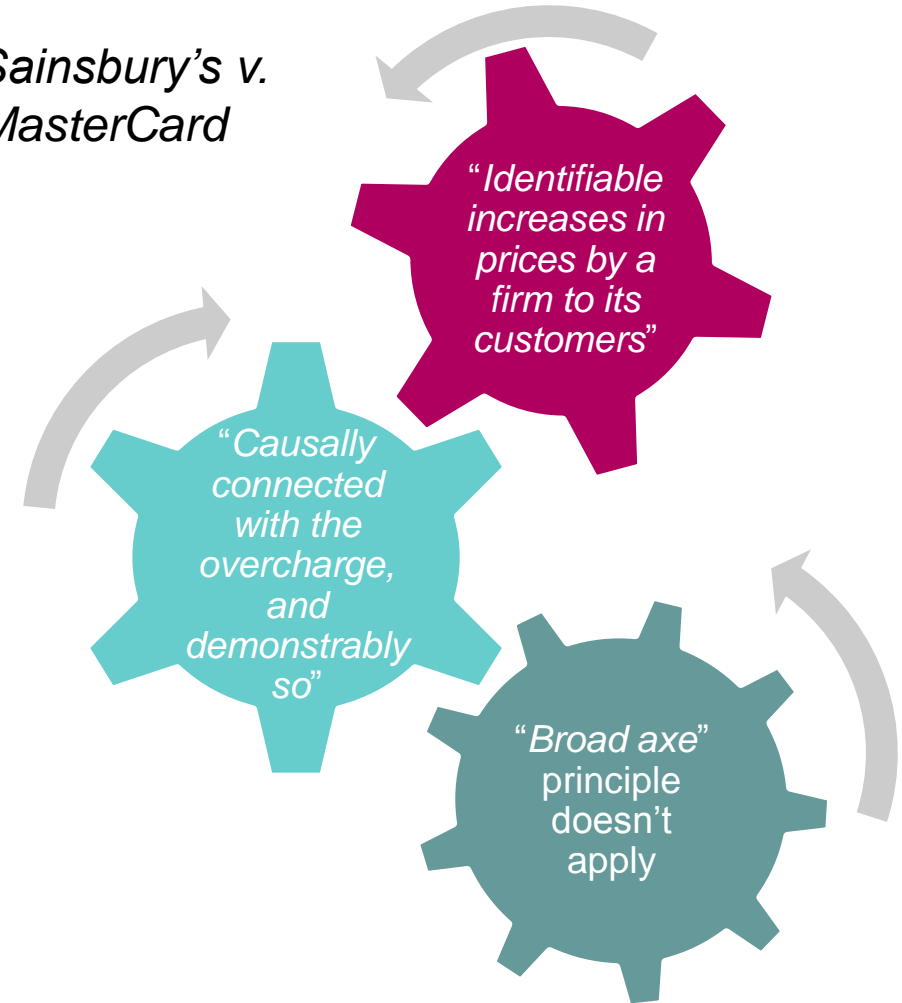 Sainsbury’s v.
MasterCard
“Identifiable
increases in
prices by a
firm to its
customers”
“Causally
connected
with the
overcharge,
and
demonstrably
so”
“Broad axe”
principle
doesn’t
apply